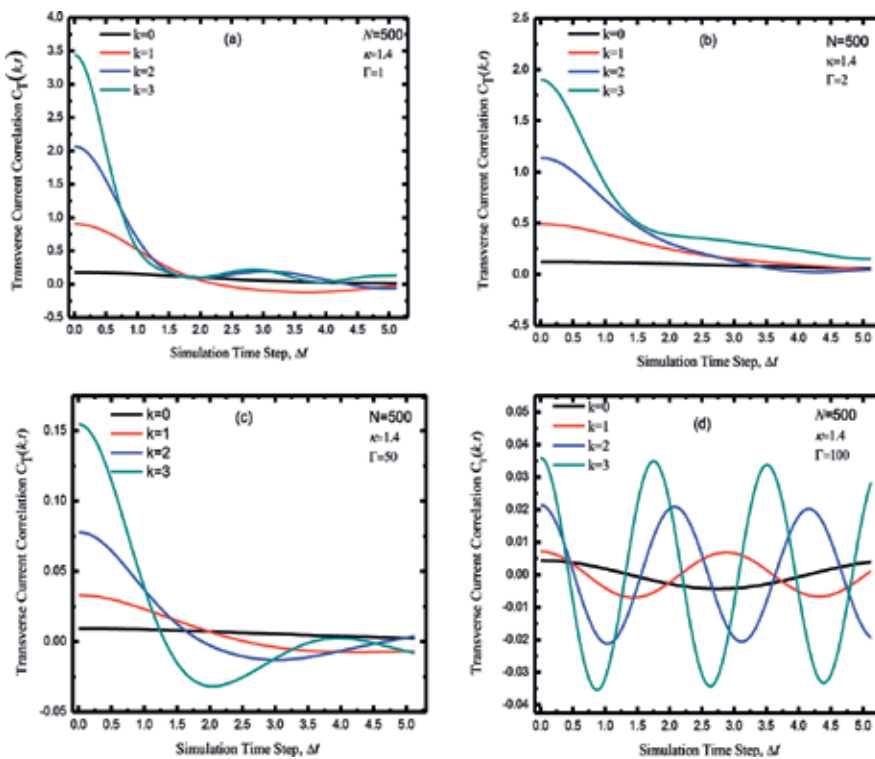 4.0
3.5
3.0
2.5
2.0
1.5
1.0
0.5
0.0
-0.5
Transverse Current Correlation C_T(k,t)
k=0
k=1
k=2
k=3
(a)
N=500
κ=1.4
Γ=1
0.0 0.5 1.0 1.5 2.0 2.5 3.0 3.5 4.0 4.5 5.0
Simulation Time Step, Δt
2.5
2.0
1.5
1.0
0.5
0.0
-0.5
Transverse Current Correlation C_T(k,t)
k=0
k=1
k=2
k=3
(b)
N=500
κ=1.4
Γ=2
0.0 0.5 1.0 1.5 2.0 2.5 3.0 3.5 4.0 4.5 5.0
Simulation Time Step, Δt
0.15
0.10
0.05
0.00
-0.05
Transverse Current Correlation C_T(k,t)
k=0
k=1
k=2
k=3
(c)
N=500
κ=1.4
Γ=50
0.0 0.5 1.0 1.5 2.0 2.5 3.0 3.5 4.0 4.5 5.0
Simulation Time Step, Δt
0.05
0.04
0.03
0.02
0.01
0.00
-0.01
-0.02
-0.03
-0.04
Transverse Current Correlation C (k,t)
k=0
k=1
k=2
k=3
(d)
N=500
κ=1.4
Γ=100
0.0 0.5 1.0 1.5 2.0 2.5 3.0 3.5 4.0 4.5 5.0
Simulation Time Step, Δt